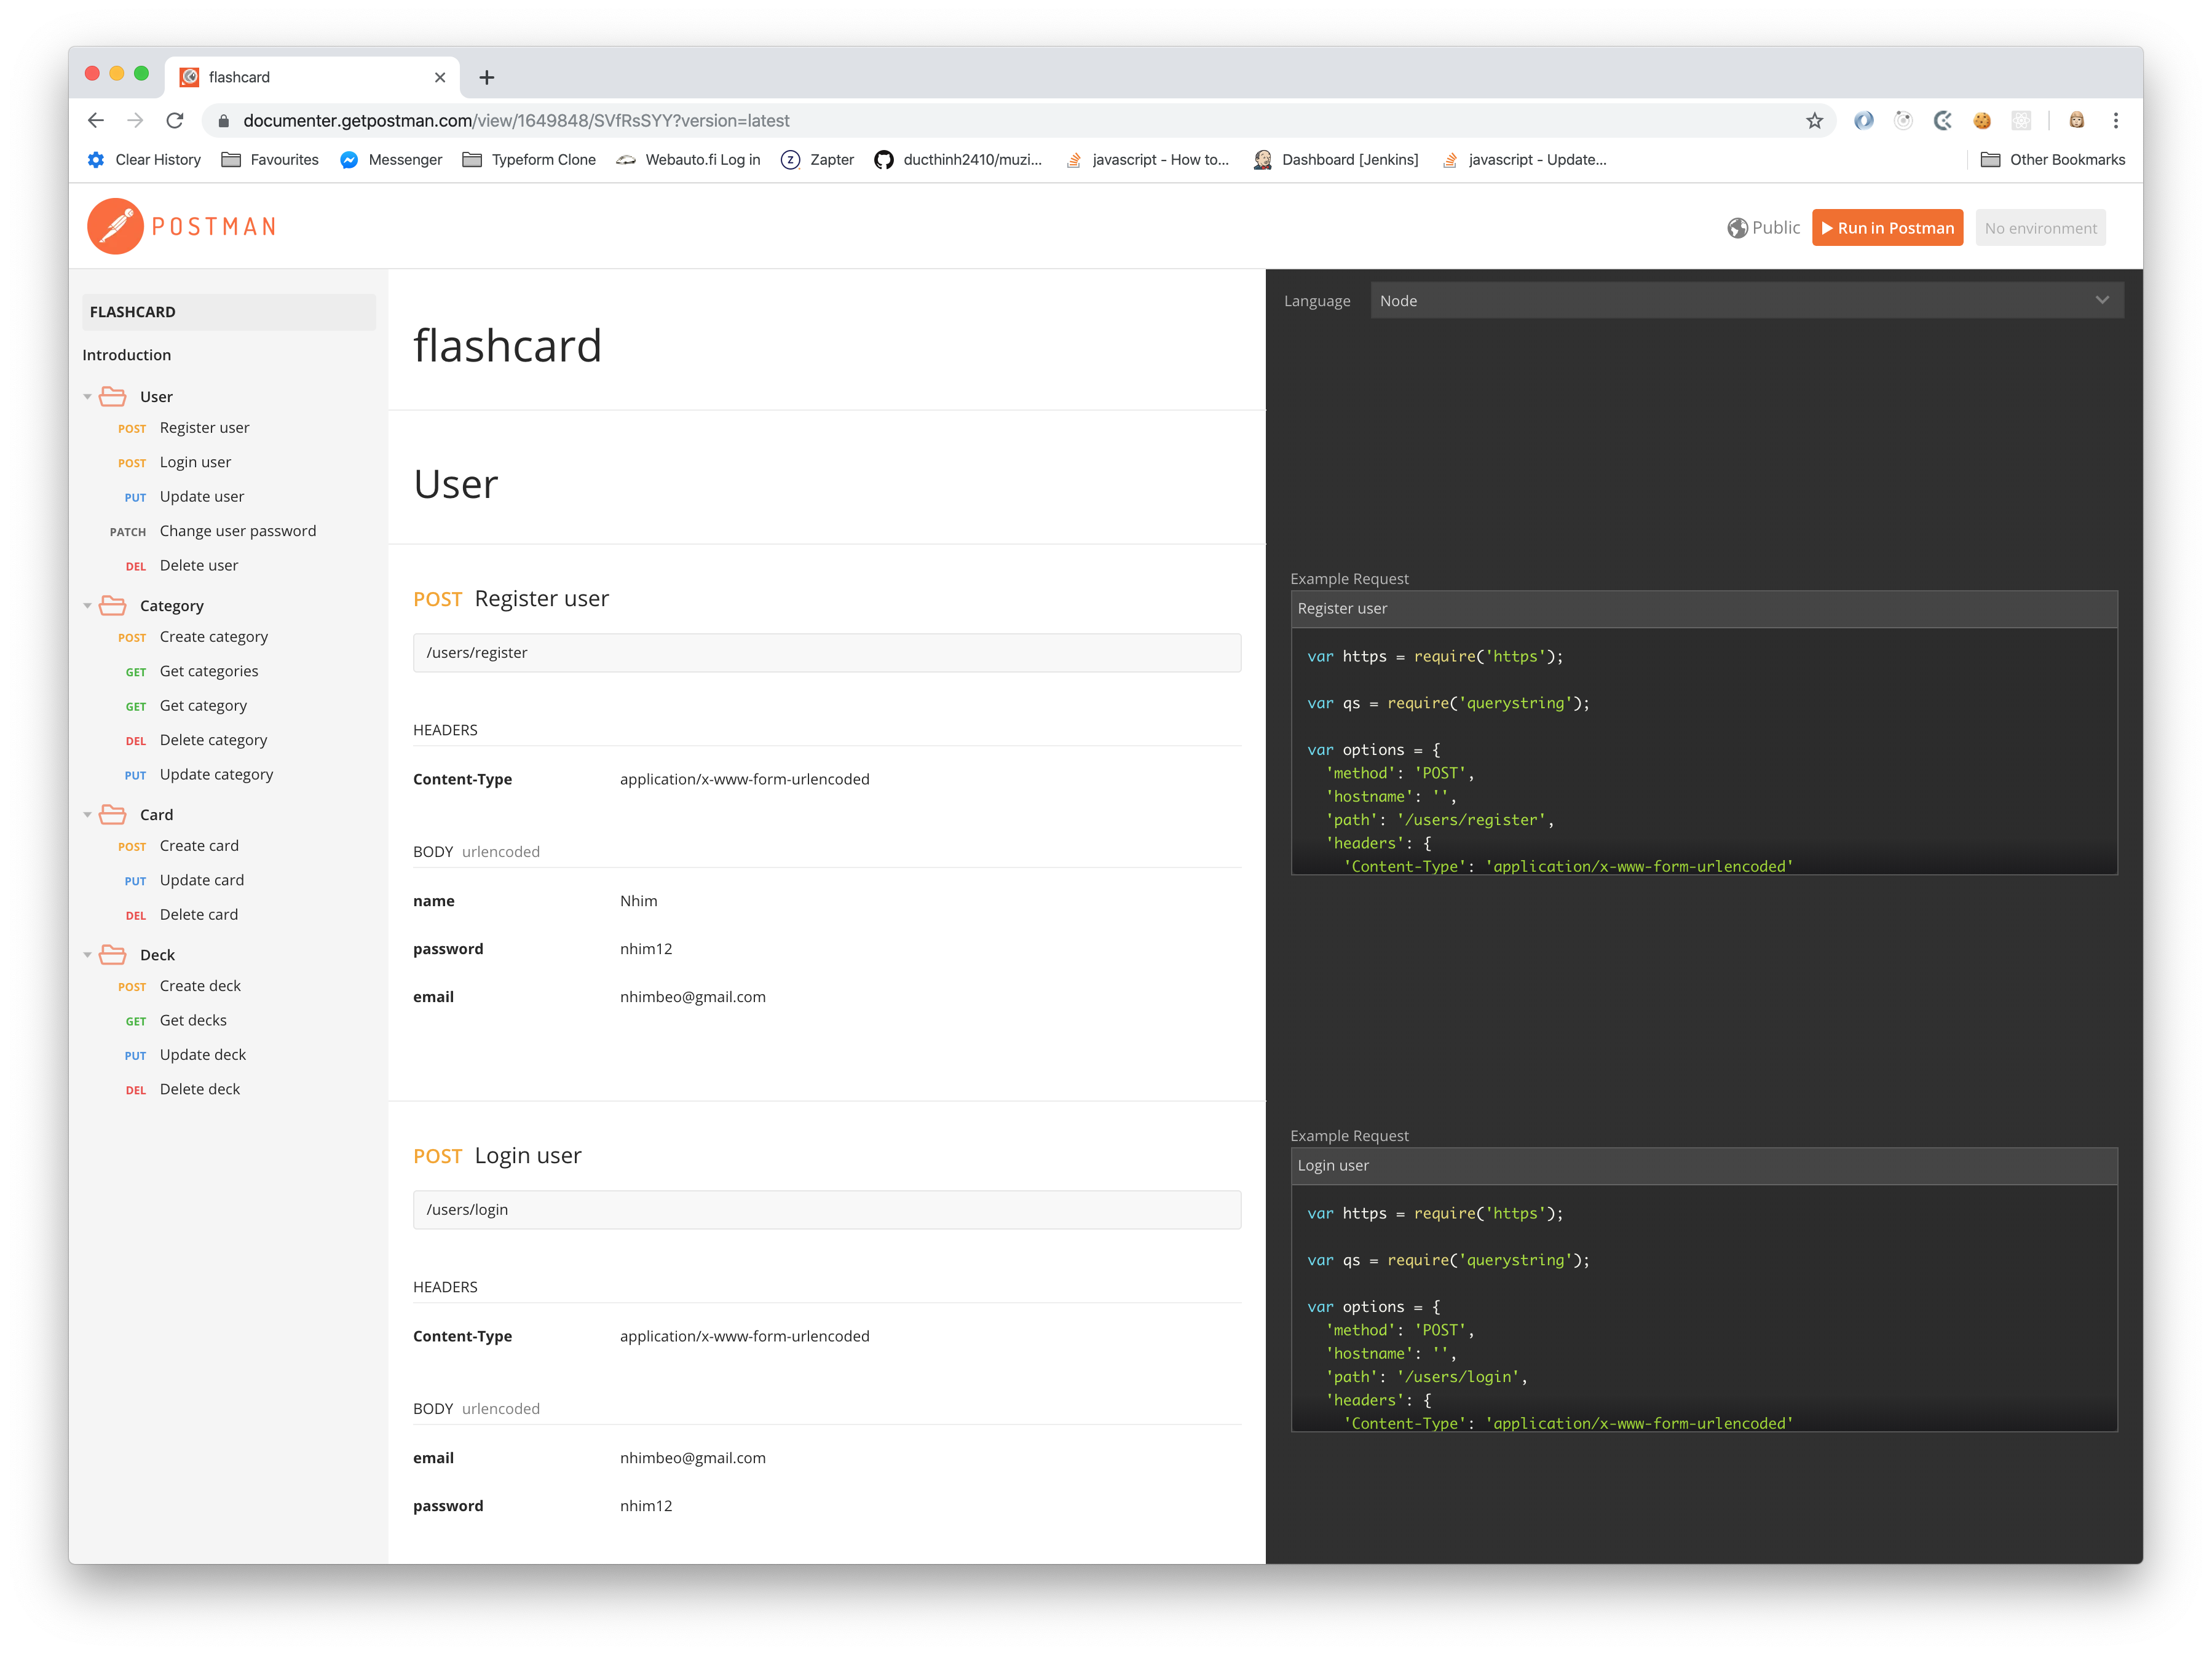 flashcard
documenter.getpostman.com/view/1649848/SVfRsSYY?version=latest
Clear History Favourites Messenger Typeform Clone Webauto.fi Log in Zapter ducthinh2410/muzi... javascript - How to... Dashboard [Jenkins] javascript - Update... Other Bookmarks
POSTMAN
Public Run in Postman No environment
FLASHCARD
Introduction
User
POST Register user
POST Login user
PUT Update user
PATCH Change user password
DEL Delete user
Category
POST Create category
GET Get categories
GET Get category
DEL Delete category
PUT Update category
Card
POST Create card
PUT Update card
DEL Delete card
Deck
POST Create deck
GET Get decks
PUT Update deck
DEL Delete deck
flashcard
User
POST Register user
/users/register
HEADERS
Content-Type application/x-www-form-urlencoded
BODY urlencoded
name Nhim
password nhim12
email nhimbeo@gmail.com
POST Login user
/users/login
HEADERS
Content-Type application/x-www-form-urlencoded
BODY urlencoded
email nhimbeo@gmail.com
password nhim12
Language Node
Example Request
Register user
var https = require('https');
var qs = require('querystring');
var options = {
'method': 'POST',
'hostname': '',
'path': '/users/register',
'headers': {
'Content-Type': 'application/x-www-form-urlencoded'
Example Request
Login user
var https = require('https');
var qs = require('querystring');
var options = {
'method': 'POST',
'hostname': '',
'path': '/users/login',
'headers': {
'Content-Type': 'application/x-www-form-urlencoded'